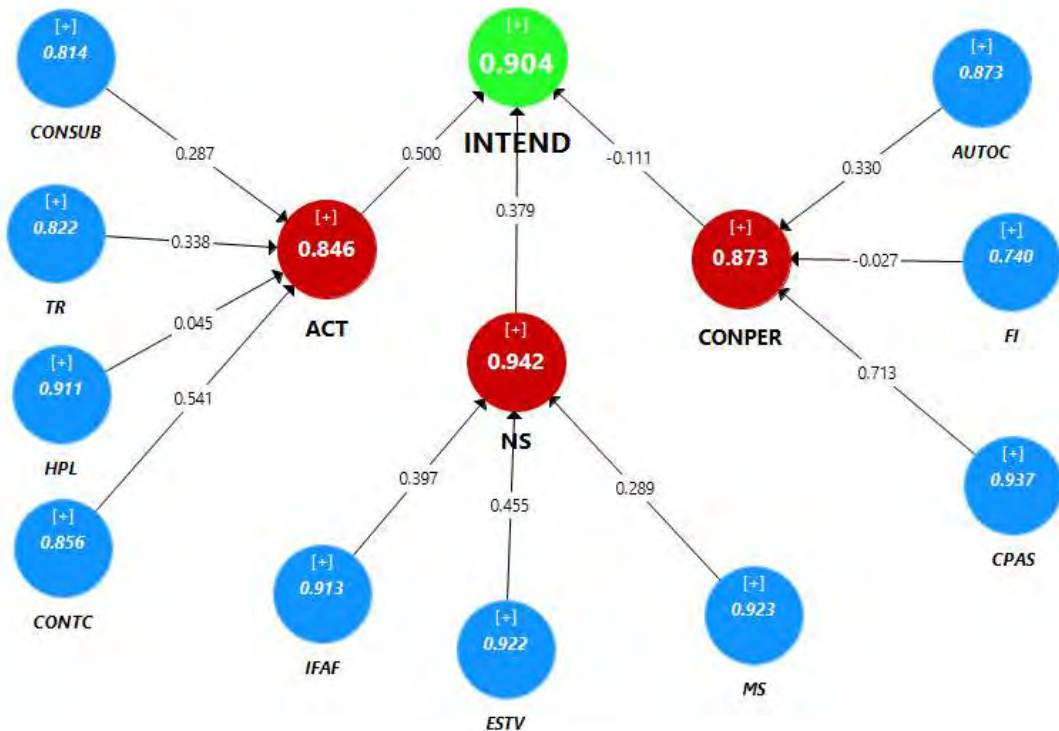 [+]
0.814
CONSUB
[+]
0.904
INTEND
[+]
0.873
AUTOC
0.287
0.500
-0.111
0.330
[+]
0.822
TR
0.338
[+]
0.846
ACT
0.379
[+]
0.873
CONPER
-0.027
[+]
0.740
FI
0.045
[+]
0.911
HPL
0.541
[+]
0.942
NS
0.713
[+]
0.856
CONTC
0.397
0.455
0.289
[+]
0.937
CPAS
[+]
0.913
IFAF
[+]
0.922
ESTV
[+]
0.923
MS